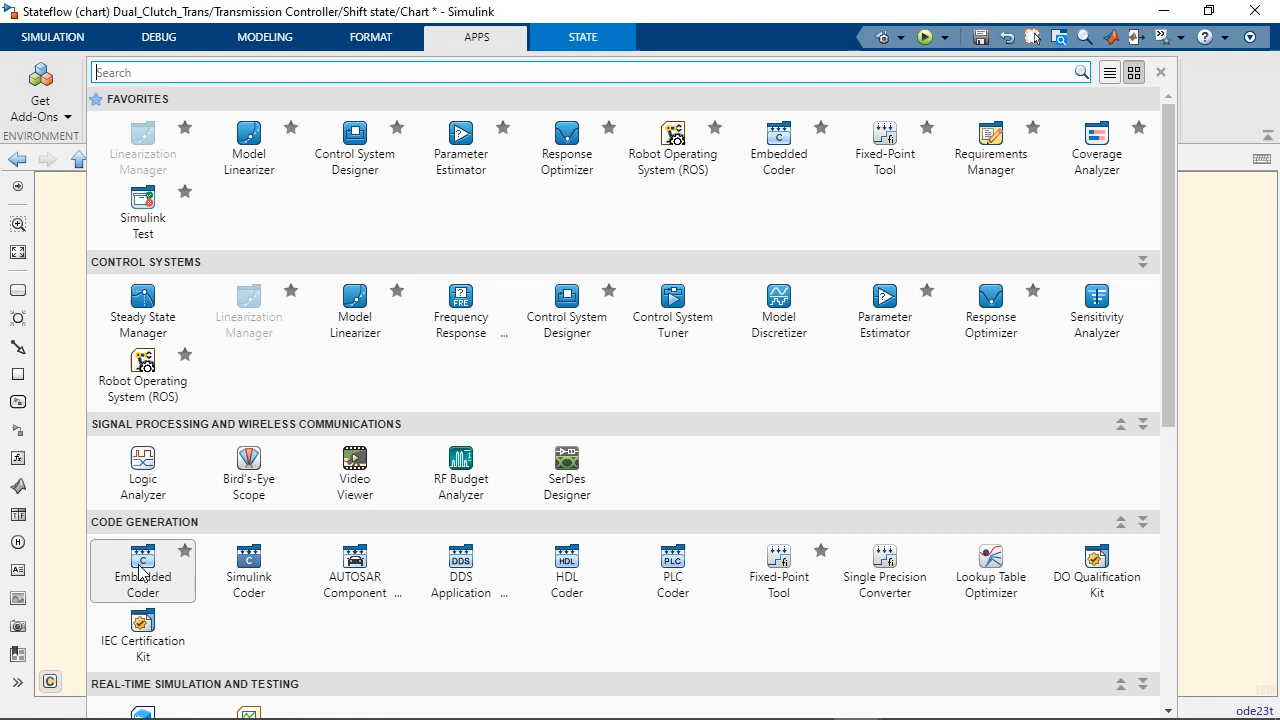 Stateflow (chart) Dual_Clutch_Trans/Transmission Controller/Shift state/Chart * - Simulink
SIMULATION DEBUG MODELING FORMAT APPS STATE
Get
Add-Ons
ENVIRONMENT
Search
FAVORITES
Linearization
Manager
Model
Linearizer
Control System
Designer
Parameter
Estimator
Response
Optimizer
Robot Operating
System (ROS)
Embedded
Coder
Fixed-Point
Tool
Requirements
Manager
Coverage
Analyzer
Simulink
Test
CONTROL SYSTEMS
Steady State
Manager
Linearization
Manager
Model
Linearizer
Frequency
Response ...
Control System
Designer
Control System
Tuner
Model
Discretizer
Parameter
Estimator
Response
Optimizer
Sensitivity
Analyzer
Robot Operating
System (ROS)
SIGNAL PROCESSING AND WIRELESS COMMUNICATIONS
Logic
Analyzer
Bird's-Eye
Scope
Video
Viewer
RF Budget
Analyzer
SerDes
Designer
CODE GENERATION
Embedded
Coder
Simulink
Coder
AUTOSAR
Component ...
DDS
Application ...
HDL
Coder
PLC
Coder
Fixed-Point
Tool
Single Precision
Converter
Lookup Table
Optimizer
DO Qualification
Kit
IEC Certification
Kit
REAL-TIME SIMULATION AND TESTING
ode23t